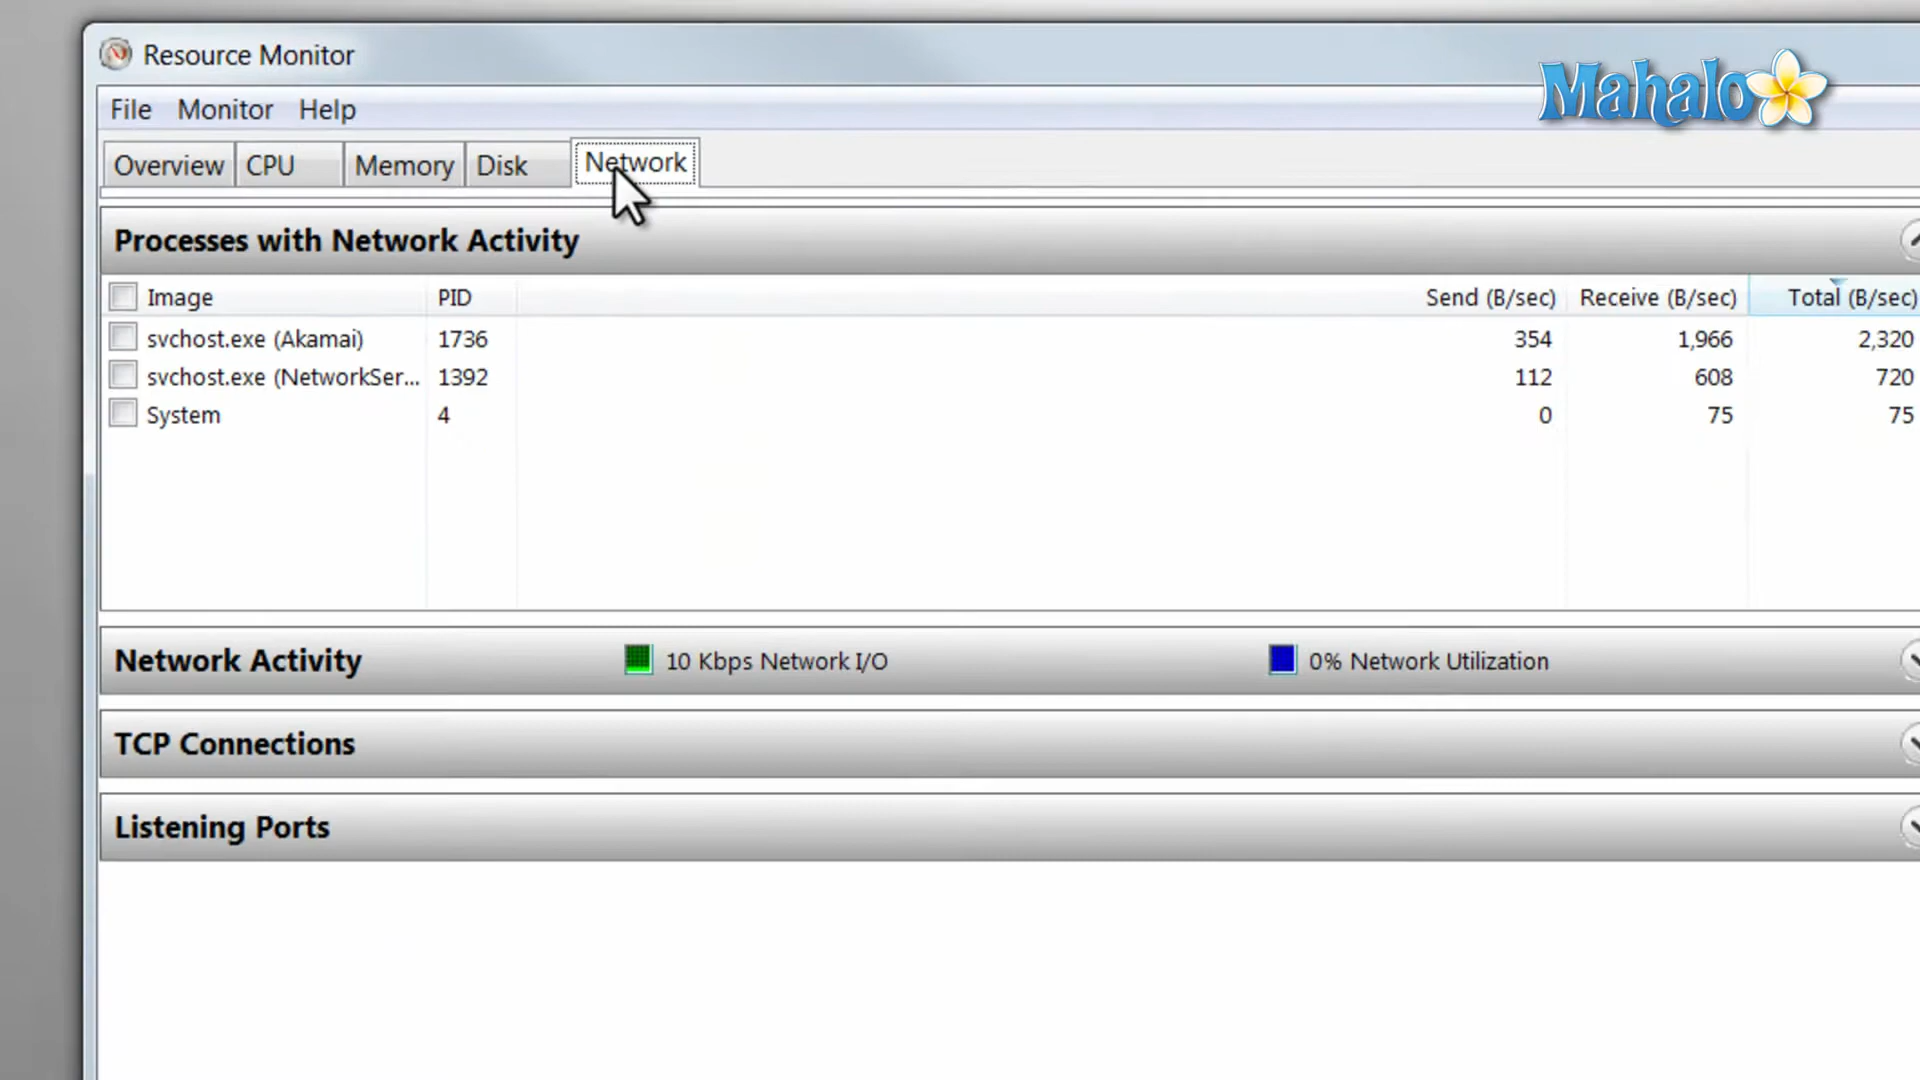 Resource Monitor
Mahalo
File Monitor Help
Overview CPU Memory Disk Network
Processes with Network Activity
Image PID Send (B/sec) Receive (B/sec) Total (B/sec)
svchost.exe (Akamai) 1736 354 1,966 2,320
svchost.exe (NetworkSer... 1392 112 608 720
System 4 0 75 75
Network Activity 10 Kbps Network I/O 0% Network Utilization
TCP Connections
Listening Ports